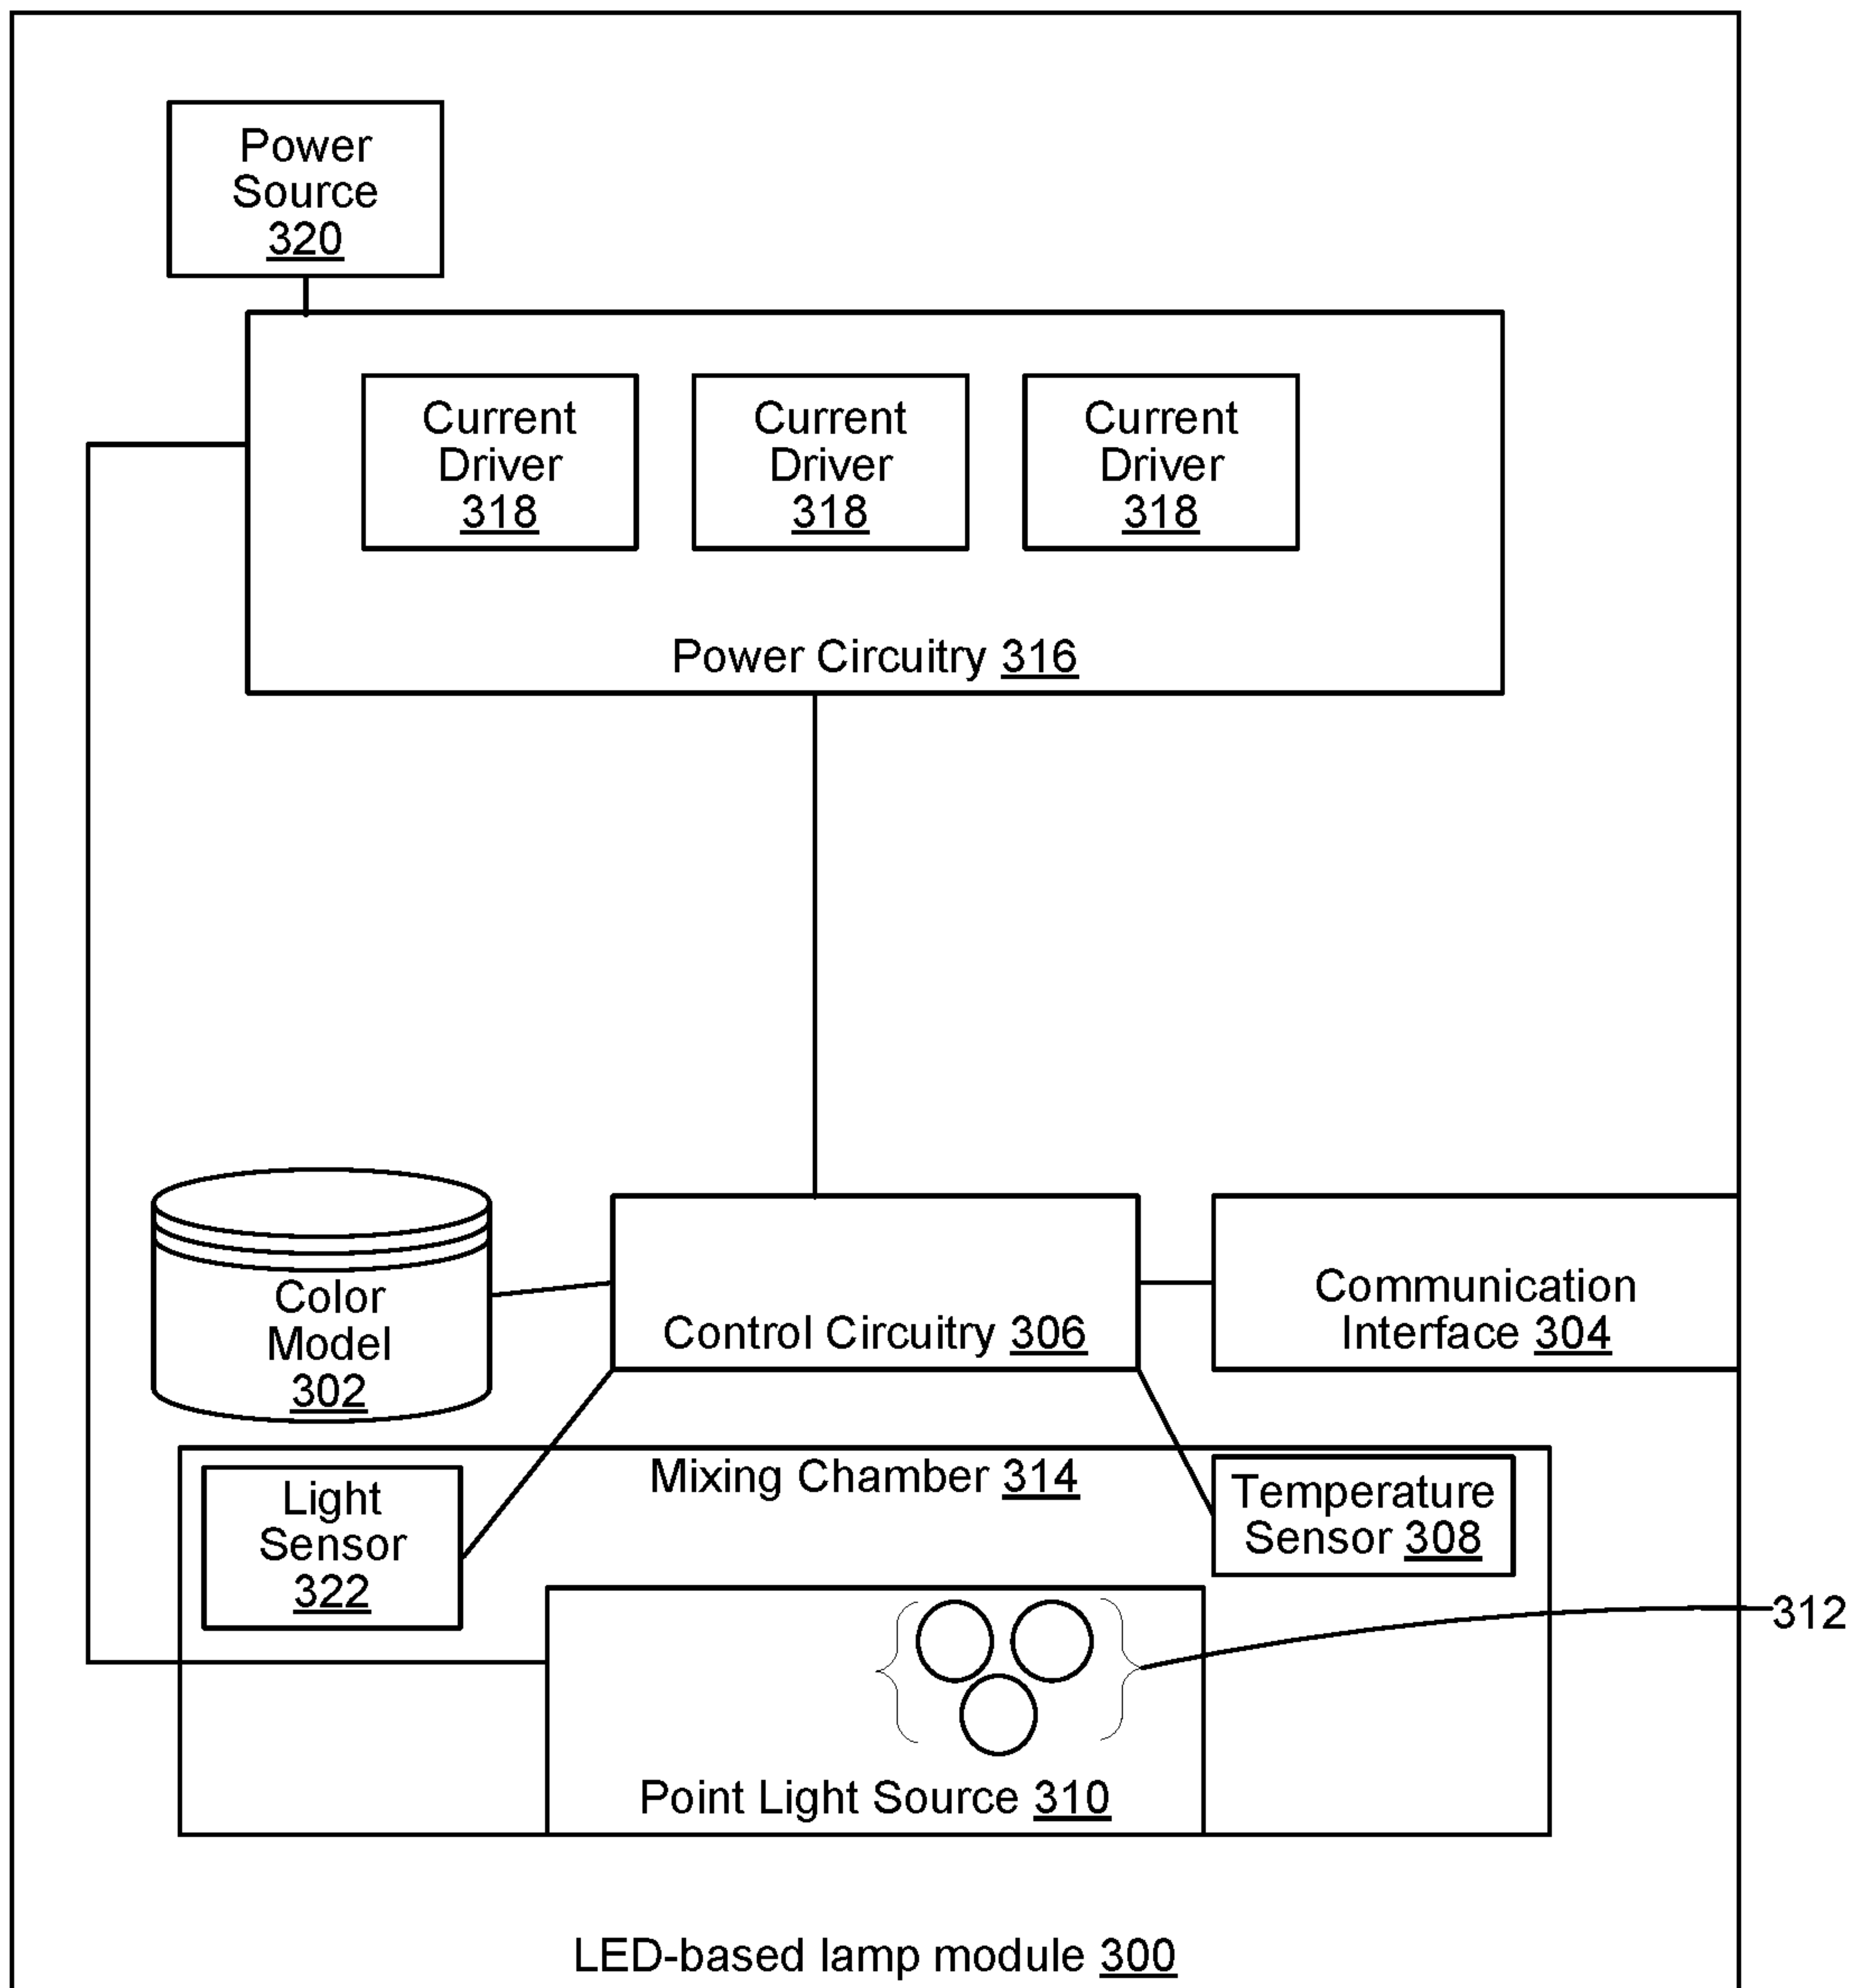 Power
Source
320
Current
Driver
318
Current
Driver
318
Current
Driver
318
Power Circuitry 316
Color
Model
302
Control Circuitry 306
Communication
Interface 304
Mixing Chamber 314
Light
Sensor
322
Temperature
Sensor 308
312
Point Light Source 310
LED-based lamp module 300